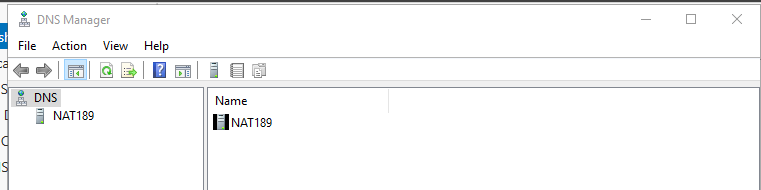 DNS Manager
File Action View Help
DNS
NAT189
Name
NAT189